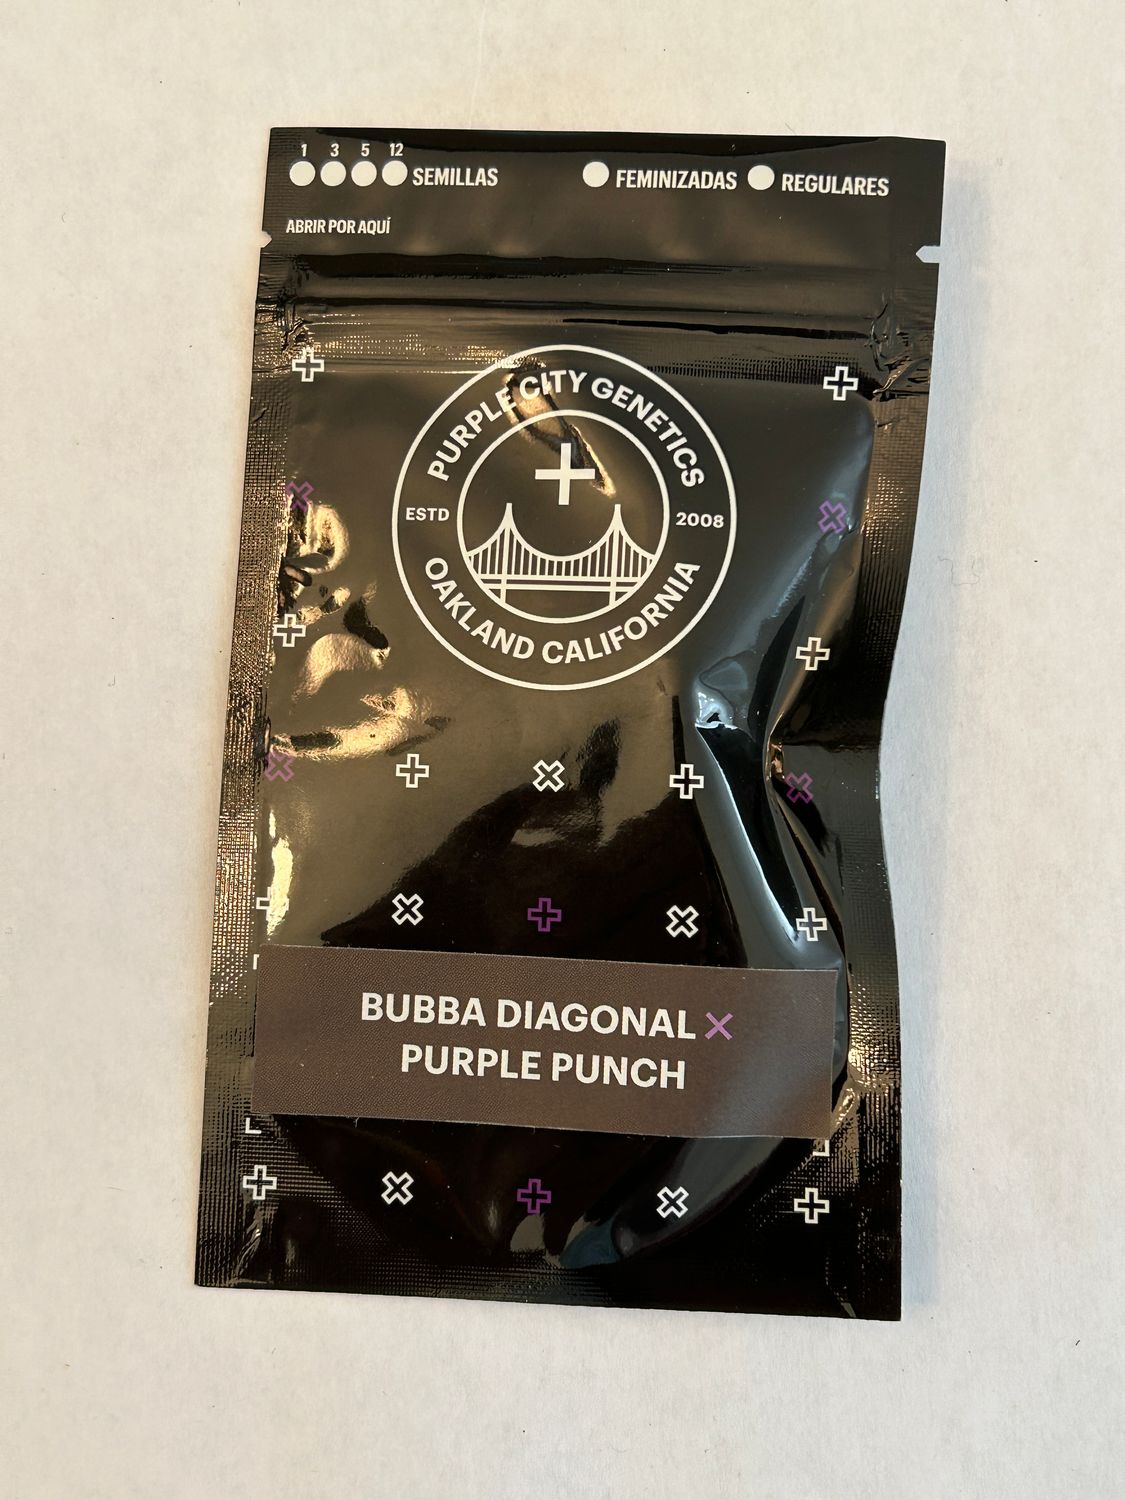 1 3 5 12
SEMILLAS
FEMINIZADAS
REGULARES
ABRIR POR AQUÍ
PURPLE CITY GENETICS
ESTD
2008
OAKLAND CALIFORNIA
BUBBA DIAGONAL X
PURPLE PUNCH